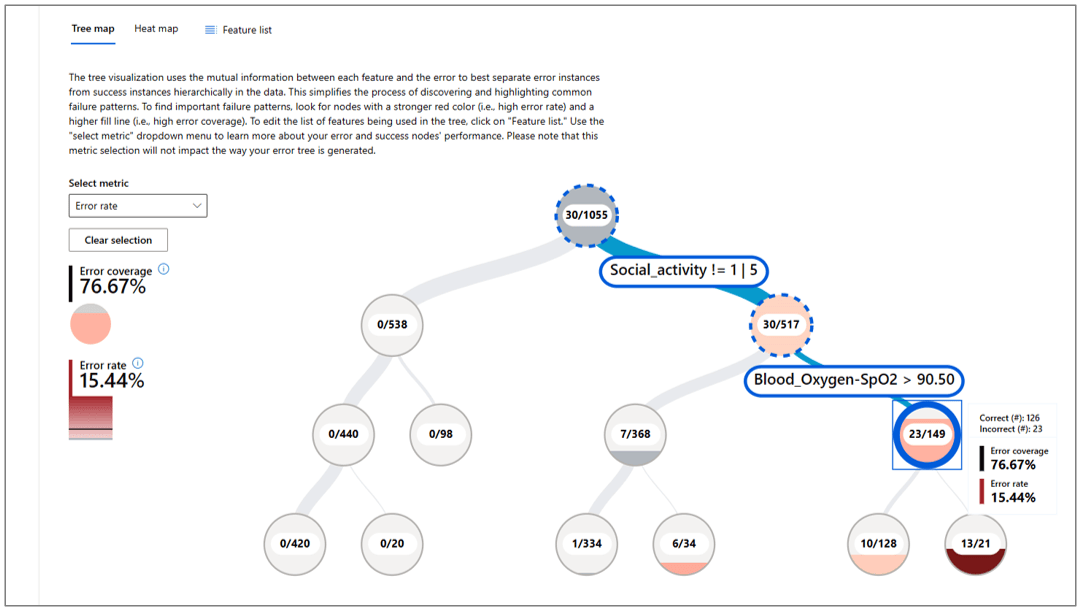 Tree map
Heat map
Feature list
The tree visualization uses the mutual information between each feature and the error to best separate error instances
from success instances hierarchically in the data. This simplifies the process of discovering and highlighting common
failure patterns. To find important failure patterns, look for nodes with a stronger red color (i.e., high error rate) and a
higher fill line (i.e., high error coverage). To edit the list of features being used in the tree, click on "Feature list." Use the
"select metric" dropdown menu to learn more about your error and success nodes' performance. Please note that this
metric selection will not impact the way your error tree is generated.
Select metric
Error rate
Clear selection
Error coverage
76.67%
Error rate
15.44%
30/1055
Social_activity != 1 | 5
0/538
30/517
Blood_Oxygen-SpO2 > 90.50
0/440
0/98
7/368
23/149
Correct (#): 126
Incorrect (#): 23
Error coverage
76.67%
Error rate
15.44%
0/420
0/20
1/334
6/34
10/128
13/21